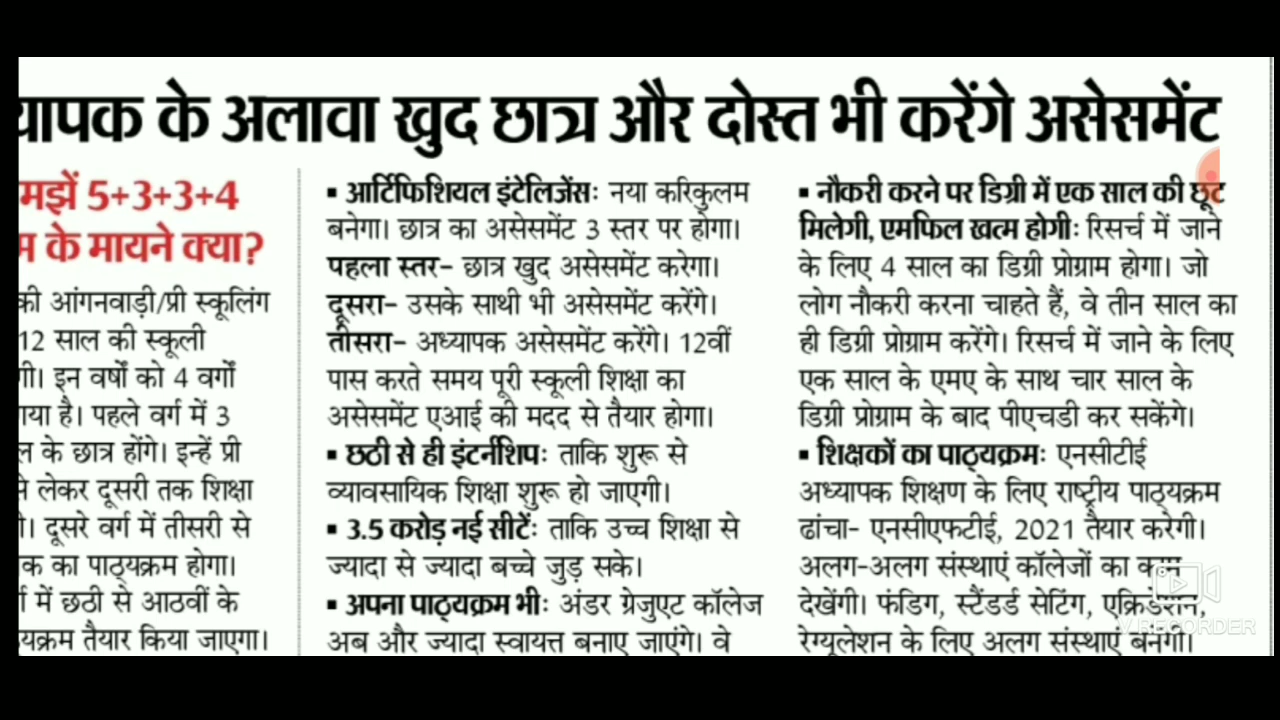 के अलावा खुद छात्र और दोस्त भी करेंगे असेसमेंट
5+3+3+4
के मायने क्या?
की आंगनवाड़ी/प्री स्कूलिंग
12 साल की स्कूली
इन वर्षों को 4 वर्गों
है। पहले वर्ग में 3
के छात्र होंगे। इन्हें प्री
लेकर दूसरी तक शिक्षा
दूसरे वर्ग में तीसरी से
का पाठ्यक्रम होगा।
में छठी से आठवीं के
तैयार किया जाएगा।
▪ आर्टिफिशियल इंटेलिजेंसः नया करिकुलम
बनेगा। छात्र का असेसमेंट 3 स्तर पर होगा।
पहला स्तर– छात्र खुद असेसमेंट करेगा।
दूसरा– उसके साथी भी असेसमेंट करेंगे।
तीसरा– अध्यापक असेसमेंट करेंगे। 12वीं
पास करते समय पूरी स्कूली शिक्षा का
असेसमेंट एआई की मदद से तैयार होगा।
▪ छठी से ही इंटर्नशिपः ताकि शुरू से
व्यावसायिक शिक्षा शुरू हो जाएगी।
▪ 3.5 करोड़ नई सीटेंः ताकि उच्च शिक्षा से
ज्यादा से ज्यादा बच्चे जुड़ सके।
▪ अपना पाठ्यक्रम भीः अंडर ग्रेजुएट कॉलेज
अब और ज्यादा स्वायत्त बनाए जाएंगे। वे
▪ नौकरी करने पर डिग्री में एक साल की छूट
मिलेगी, एमफिल खत्म होगीः रिसर्च में जाने
के लिए 4 साल का डिग्री प्रोग्राम होगा। जो
लोग नौकरी करना चाहते हैं, वे तीन साल का
ही डिग्री प्रोग्राम करेंगे। रिसर्च में जाने के लिए
एक साल के एमए के साथ चार साल के
डिग्री प्रोग्राम के बाद पीएचडी कर सकेंगे।
▪ शिक्षकों का पाठ्यक्रमः एनसीटीई
अध्यापक शिक्षण के लिए राष्ट्रीय पाठ्यक्रम
ढांचा- एनसीएफटीई, 2021 तैयार करेगी।
अलग-अलग संस्थाएं कॉलेजों का काम
देखेंगी। फंडिग, स्टैंडर्ड सेटिंग, एक्रिडेशन,
रेग्यूलेशन के लिए अलग संस्थाएं बनेंगी।
V RECORDER